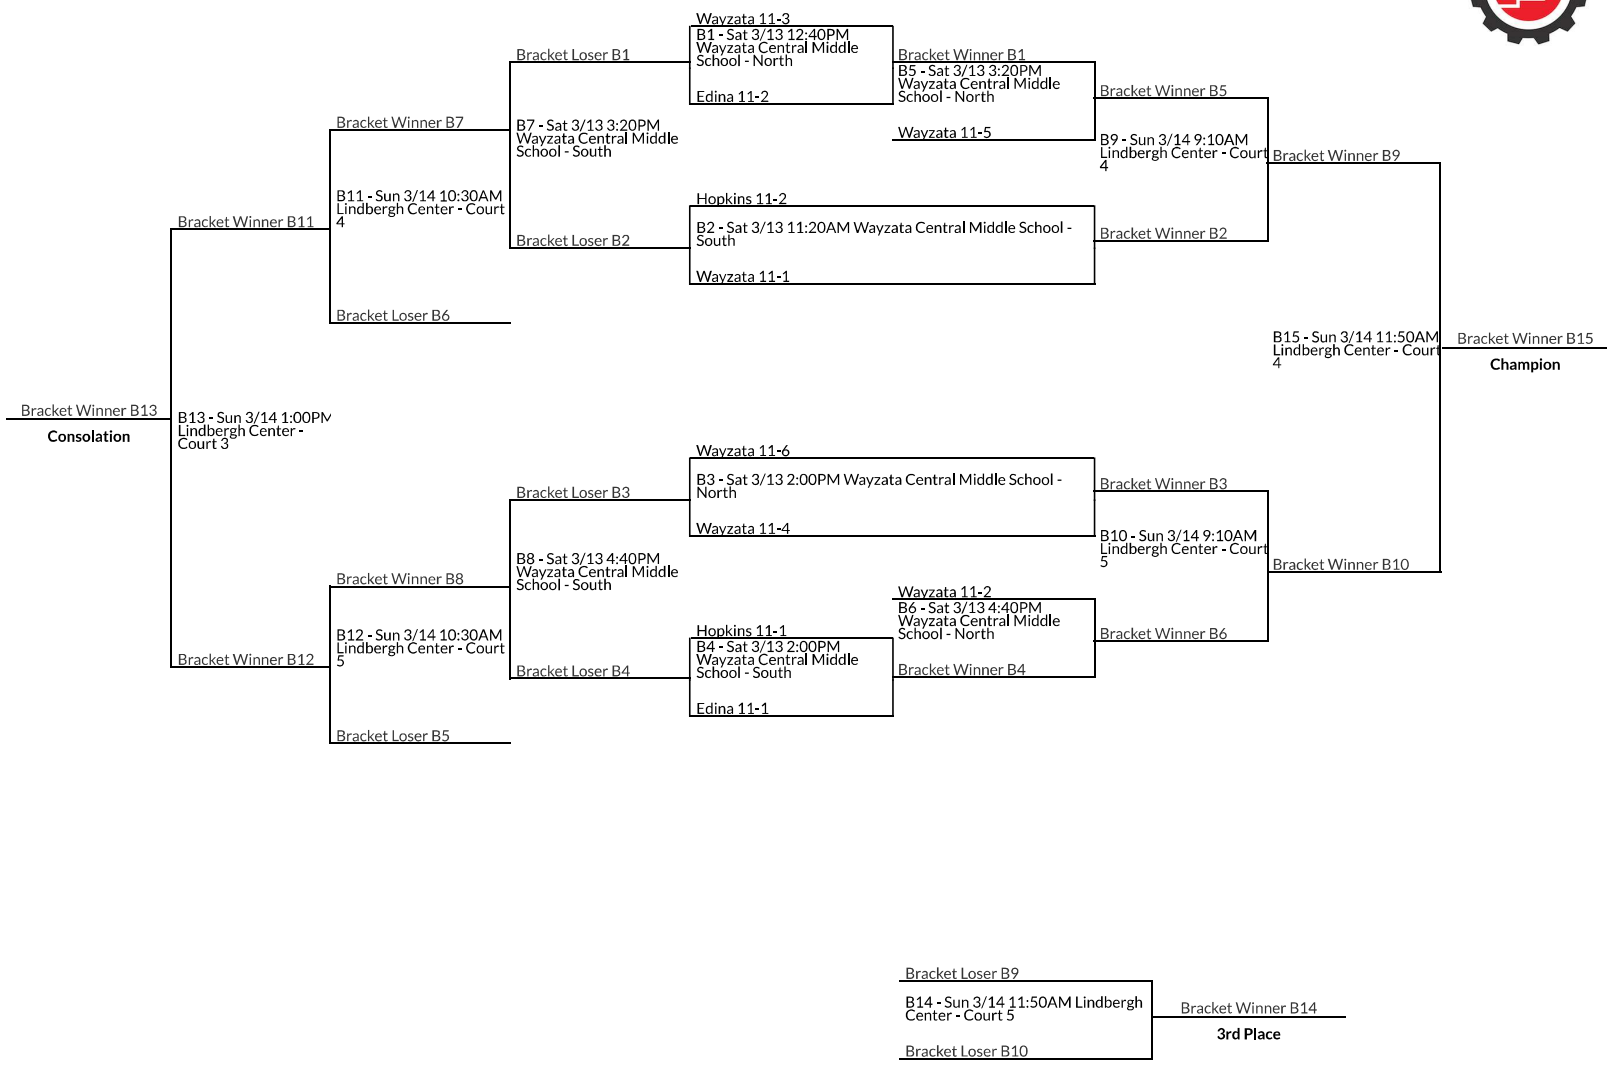 Wayzata 11-3
B1 - Sat 3/13 12:40PM
Wayzata Central Middle
School - North
Edina 11-2
Bracket Loser B1
Bracket Winner B1
B5 - Sat 3/13 3:20PM
Wayzata Central Middle
School - North
Wayzata 11-5
Bracket Winner B5
Bracket Winner B7
B7 - Sat 3/13 3:20PM
Wayzata Central Middle
School - South
B9 - Sun 3/14 9:10AM
Lindbergh Center - Court
4
Bracket Winner B9
B11 - Sun 3/14 10:30AM
Lindbergh Center - Court
4
Hopkins 11-2
B2 - Sat 3/13 11:20AM Wayzata Central Middle School -
South
Wayzata 11-1
Bracket Winner B11
Bracket Loser B2
Bracket Winner B2
Bracket Loser B6
B15 - Sun 3/14 11:50AM
Lindbergh Center - Court
4
Bracket Winner B15
Champion
Bracket Winner B13
Consolation
B13 - Sun 3/14 1:00PM
Lindbergh Center -
Court 3
Wayzata 11-6
B3 - Sat 3/13 2:00PM Wayzata Central Middle School -
North
Wayzata 11-4
Bracket Loser B3
Bracket Winner B3
B8 - Sat 3/13 4:40PM
Wayzata Central Middle
School - South
B10 - Sun 3/14 9:10AM
Lindbergh Center - Court
5
Bracket Winner B10
Bracket Winner B8
Wayzata 11-2
B6 - Sat 3/13 4:40PM
Wayzata Central Middle
School - North
Bracket Winner B4
Bracket Winner B6
B12 - Sun 3/14 10:30AM
Lindbergh Center - Court
5
Hopkins 11-1
B4 - Sat 3/13 2:00PM
Wayzata Central Middle
School - South
Edina 11-1
Bracket Winner B12
Bracket Loser B4
Bracket Loser B5
Bracket Loser B9
B14 - Sun 3/14 11:50AM Lindbergh
Center - Court 5
Bracket Loser B10
Bracket Winner B14
3rd Place